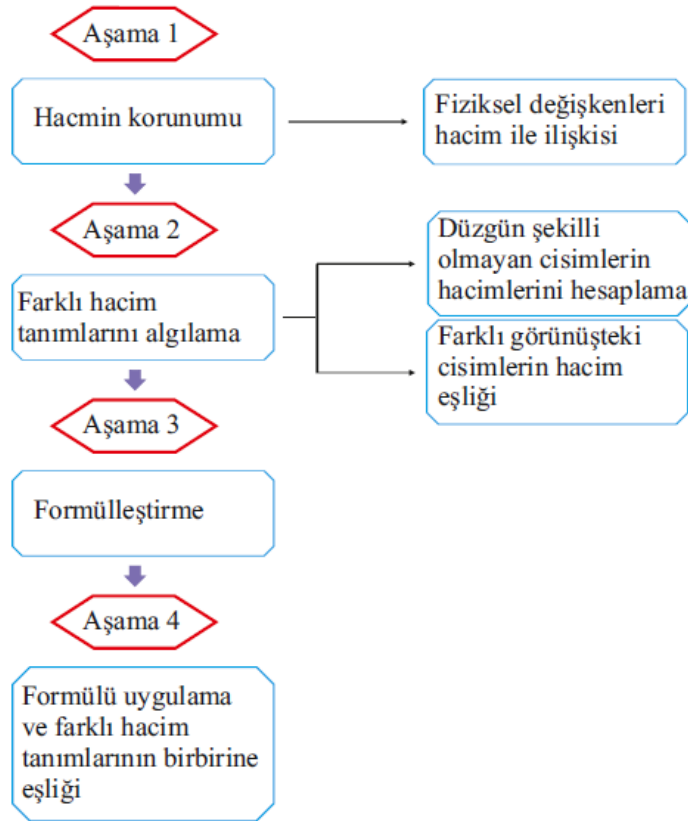 Aşama 1
Hacmin korunumu
Fiziksel değişkenleri
hacim ile ilişkisi
Aşama 2
Farklı hacim
tanımlarını algılama
Düzgün şekilli
olmayan cisimlerin
hacimlerini hesaplama
Farklı görünüşteki
cisimlerin hacim
eşliği
Aşama 3
Formülleştirme
Aşama 4
Formülü uygulama
ve farklı hacim
tanımlarının birbirine
eşliği